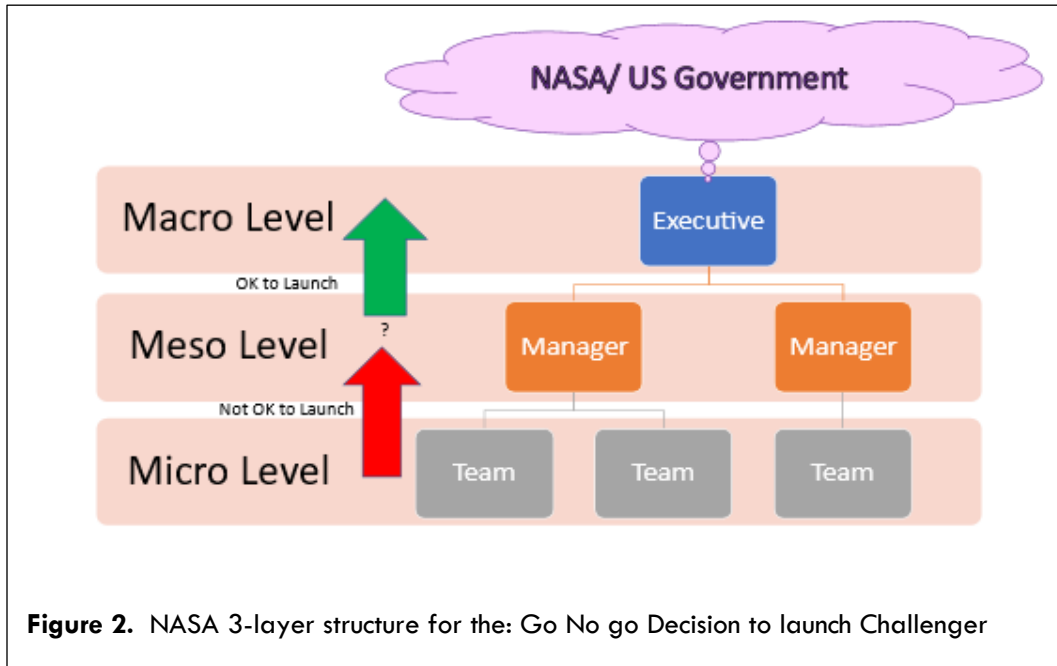 NASA/ US Government
Macro Level
Executive
OK to Launch
?
Meso Level
Manager
Manager
Not OK to Launch
Micro Level
Team
Team
Team
Figure 2. NASA 3-layer structure for the: Go No go Decision to launch Challenger